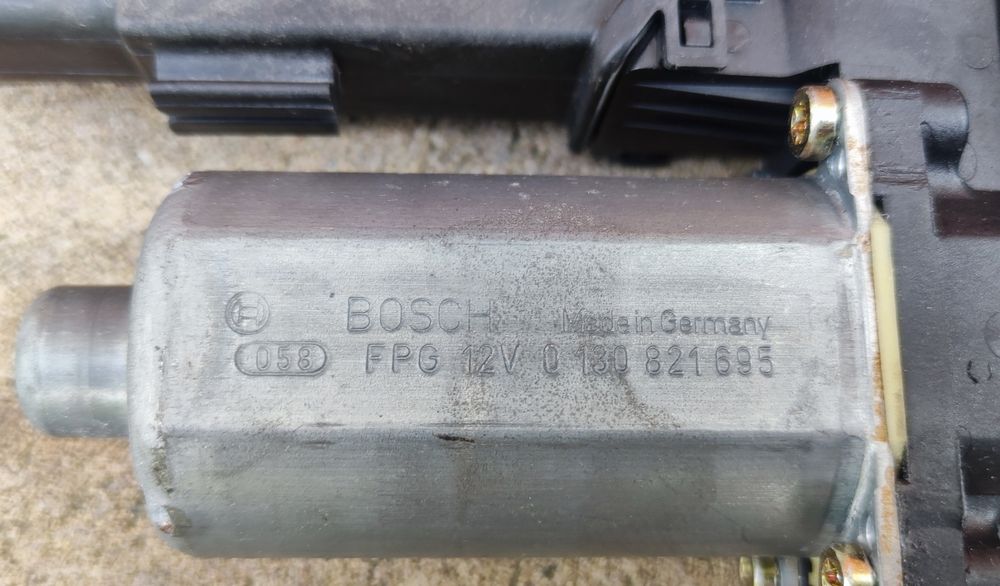 BOSCH Made in Germany
058 FPG 12V 0 130 821 695